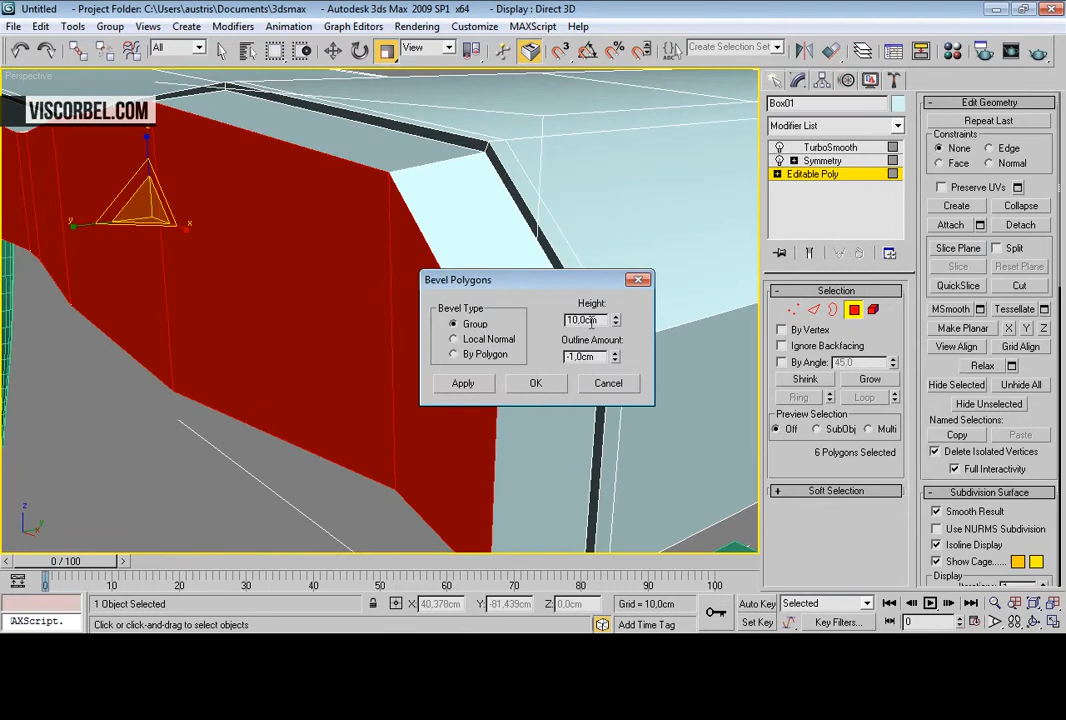 Untitled - Project Folder: C:\Users\austris\Documents\3dsmax - Autodesk 3ds Max 2009 SP1 x64 - Display : Direct 3D
File Edit Tools Group Views Create Modifiers Animation Graph Editors Rendering Customize MAXScript Help
All View Create Selection Set
Perspective
VISCORBEL.COM
Box01
Modifier List
TurboSmooth
Symmetry
Editable Poly
Selection
By Vertex
Ignore Backfacing
By Angle: 45,0
Shrink Grow
Ring Loop
Preview Selection
Off SubObj Multi
6 Polygons Selected
Soft Selection
Edit Geometry
Repeat Last
Constraints
None Edge
Face Normal
Preserve UVs
Create Collapse
Attach Detach
Slice Plane Split
Slice Reset Plane
QuickSlice Cut
MSmooth Tessellate
Make Planar X Y Z
View Align Grid Align
Relax
Hide Selected Unhide All
Hide Unselected
Named Selections:
Copy Paste
Delete Isolated Vertices
Full Interactivity
Subdivision Surface
Smooth Result
Use NURMS Subdivision
Isoline Display
Show Cage......
Display
Bevel Polygons
Bevel Type
Group
Local Normal
By Polygon
Height:
10,0cm
Outline Amount:
-1,0cm
Apply OK Cancel
z
y
x
z
y
0 / 100
0 10 20 30 40 50 60 70 80 90 100
1 Object Selected X: 40,378cm Y: -81,439cm Z: 0,0cm Grid = 10,0cm Auto Key Selected
AXScript. Click or click-and-drag to select objects Add Time Tag Set Key Key Filters... 0